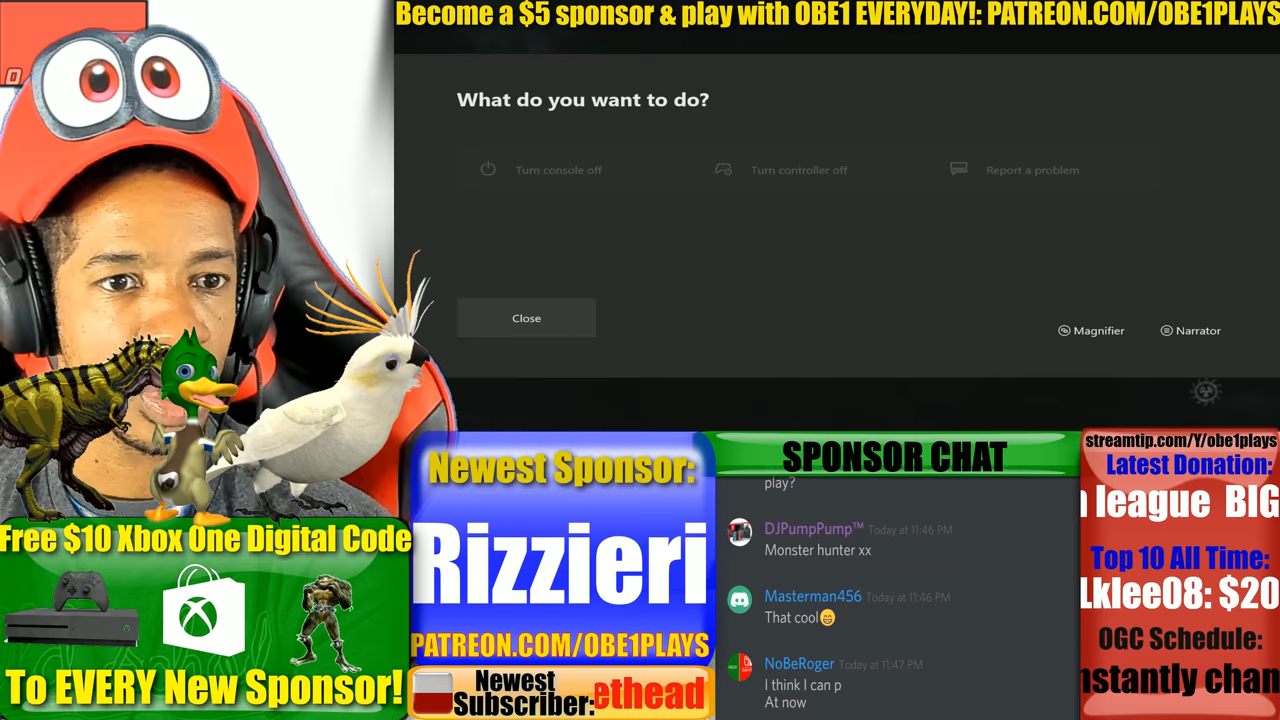 Become a $5 sponsor & play with OBE1 EVERYDAY!: PATREON.COM/OBE1PLAYS
What do you want to do?
Turn console off
Turn controller off
Report a problem
Close
Magnifier
Narrator
Newest Sponsor:
Rizzieri
PATREON.COM/OBE1PLAYS
Newest
Subscriber:
ethead
SPONSOR CHAT
play?
DJPumpPump™ Today at 11:46 PM
Monster hunter xx
Masterman456 Today at 11:46 PM
That cool😄
NoBeRoger Today at 11:47 PM
I think I can p
At now
streamtip.com/Y/obe1plays
Latest Donation:
league BIG
Top 10 All Time:
Lklee08: $20
OGC Schedule:
nstantly chan
Free $10 Xbox One Digital Code
To EVERY New Sponsor!